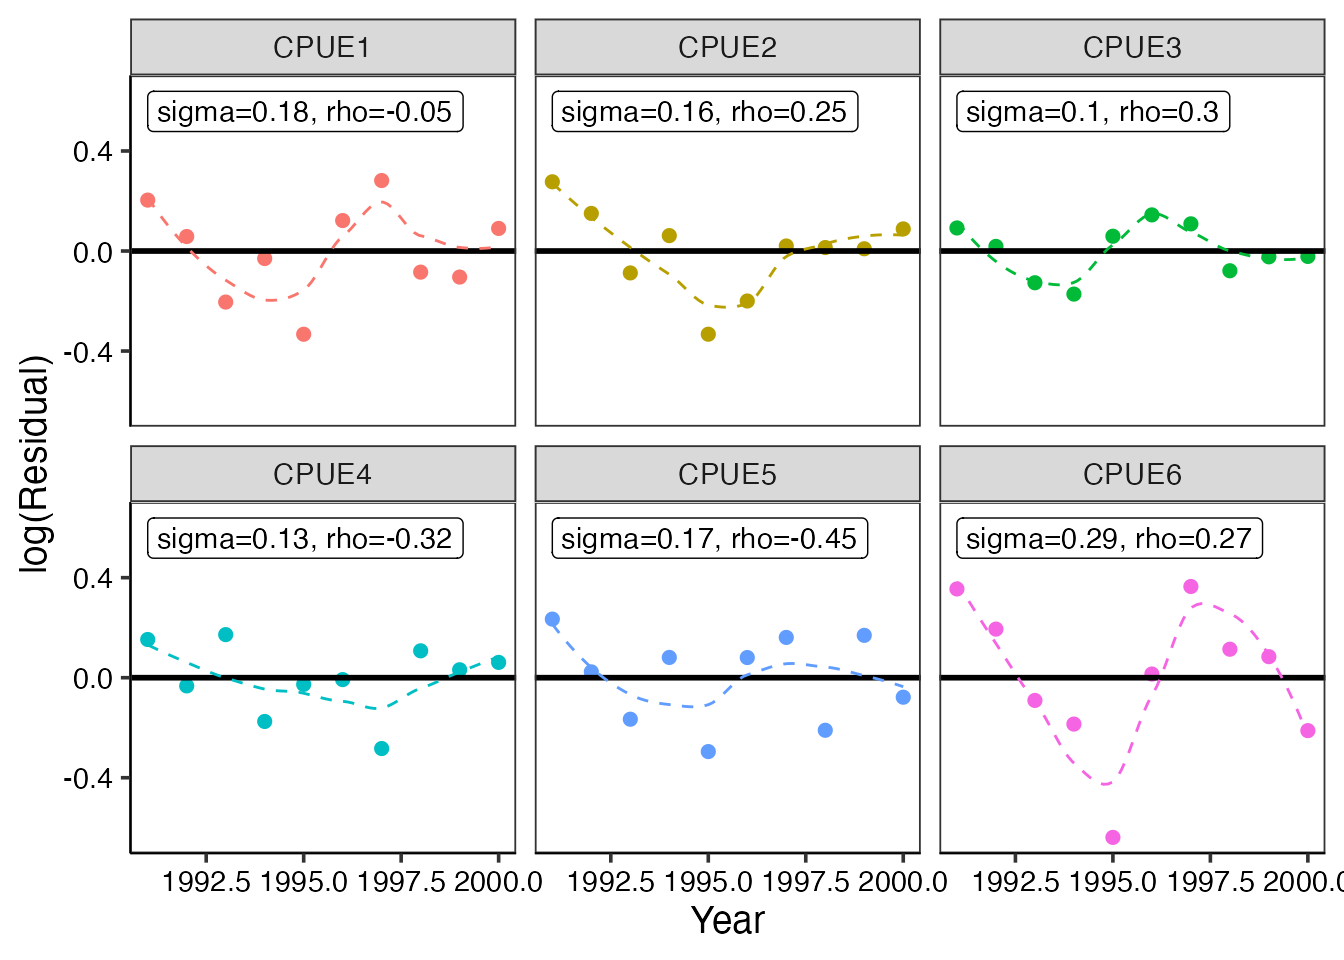 CPUE1 CPUE2 CPUE3
sigma=0.18, rho=-0.05 sigma=0.16, rho=0.25 sigma=0.1, rho=0.3
0.4
0.0
-0.4
log(Residual)
CPUE4 CPUE5 CPUE6
sigma=0.13, rho=-0.32 sigma=0.17, rho=-0.45 sigma=0.29, rho=0.27
0.4
0.0
-0.4
1992.5 1995.0 1997.5 2000.0 1992.5 1995.0 1997.5 2000.0 1992.5 1995.0 1997.5 2000.0
Year